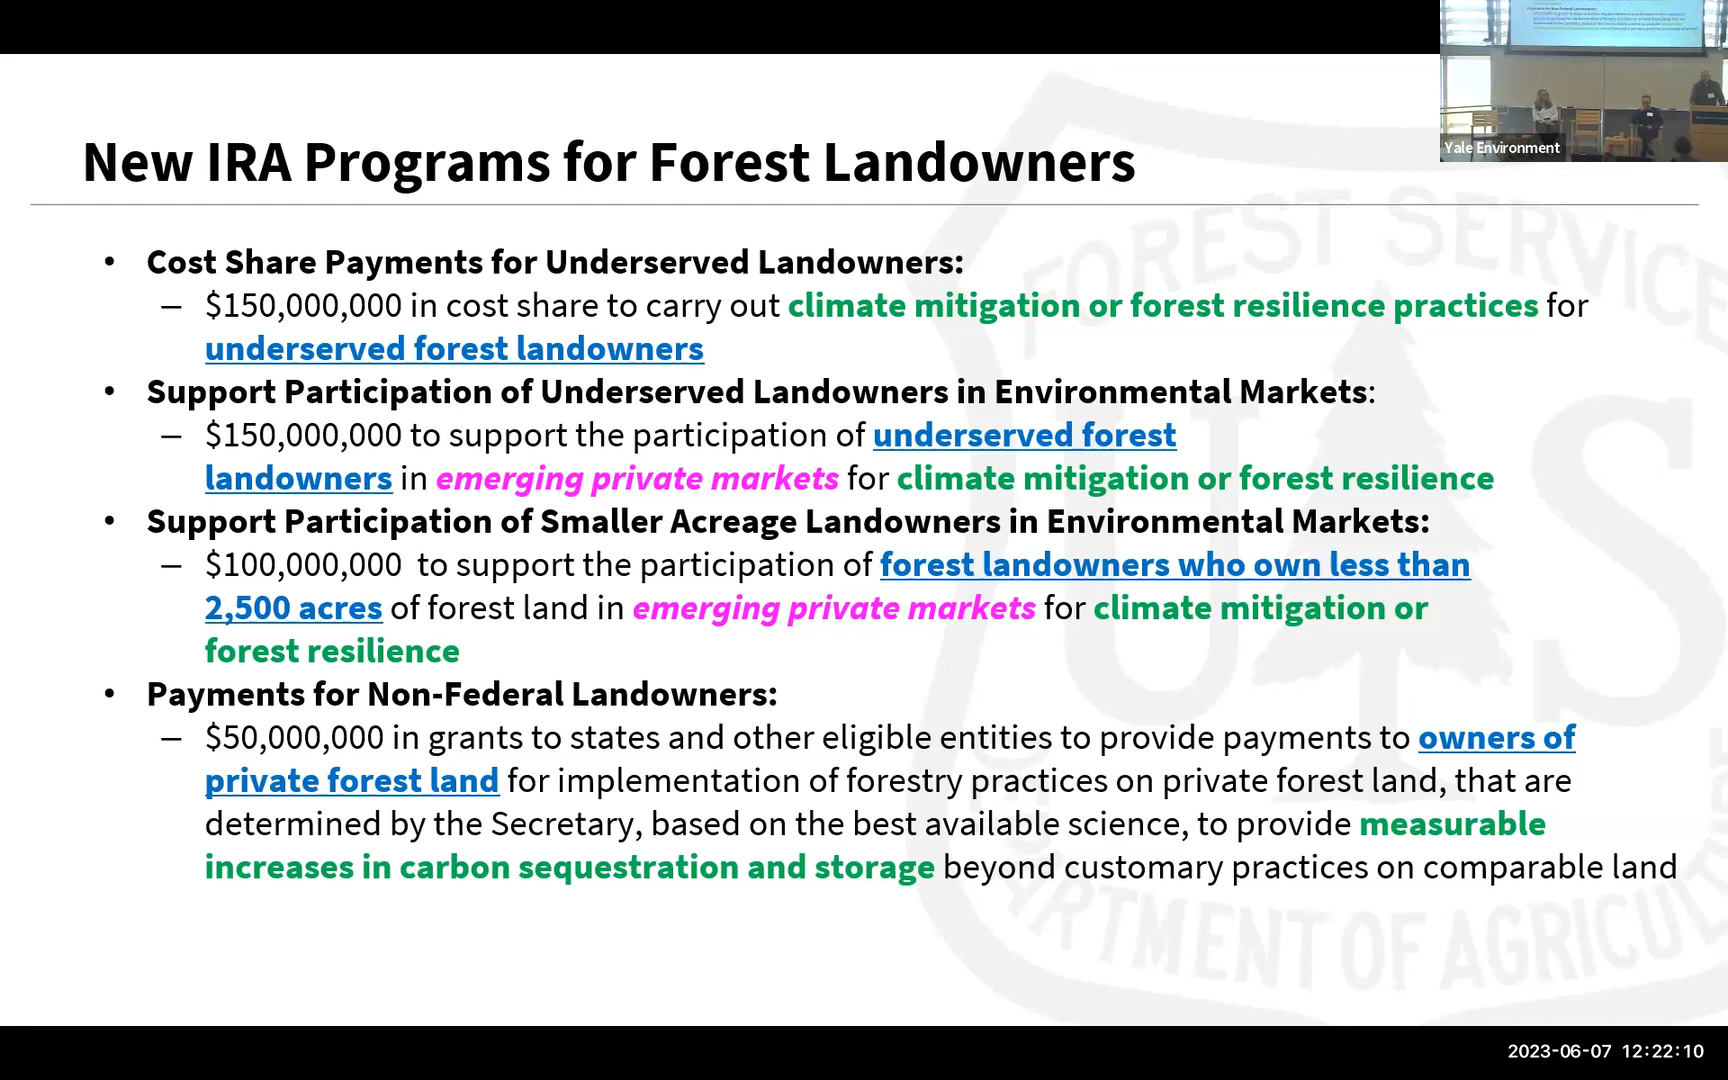 New IRA Programs for Forest Landowners
Yale Environment
• Cost Share Payments for Underserved Landowners:
– $150,000,000 in cost share to carry out climate mitigation or forest resilience practices for
underserved forest landowners
• Support Participation of Underserved Landowners in Environmental Markets:
– $150,000,000 to support the participation of underserved forest
landowners in emerging private markets for climate mitigation or forest resilience
• Support Participation of Smaller Acreage Landowners in Environmental Markets:
– $100,000,000 to support the participation of forest landowners who own less than
2,500 acres of forest land in emerging private markets for climate mitigation or
forest resilience
• Payments for Non-Federal Landowners:
– $50,000,000 in grants to states and other eligible entities to provide payments to owners of
private forest land for implementation of forestry practices on private forest land, that are
determined by the Secretary, based on the best available science, to provide measurable
increases in carbon sequestration and storage beyond customary practices on comparable land
FOREST SERVICE
U S
DEPARTMENT OF AGRICULTURE
2023-06-07 12:22:10